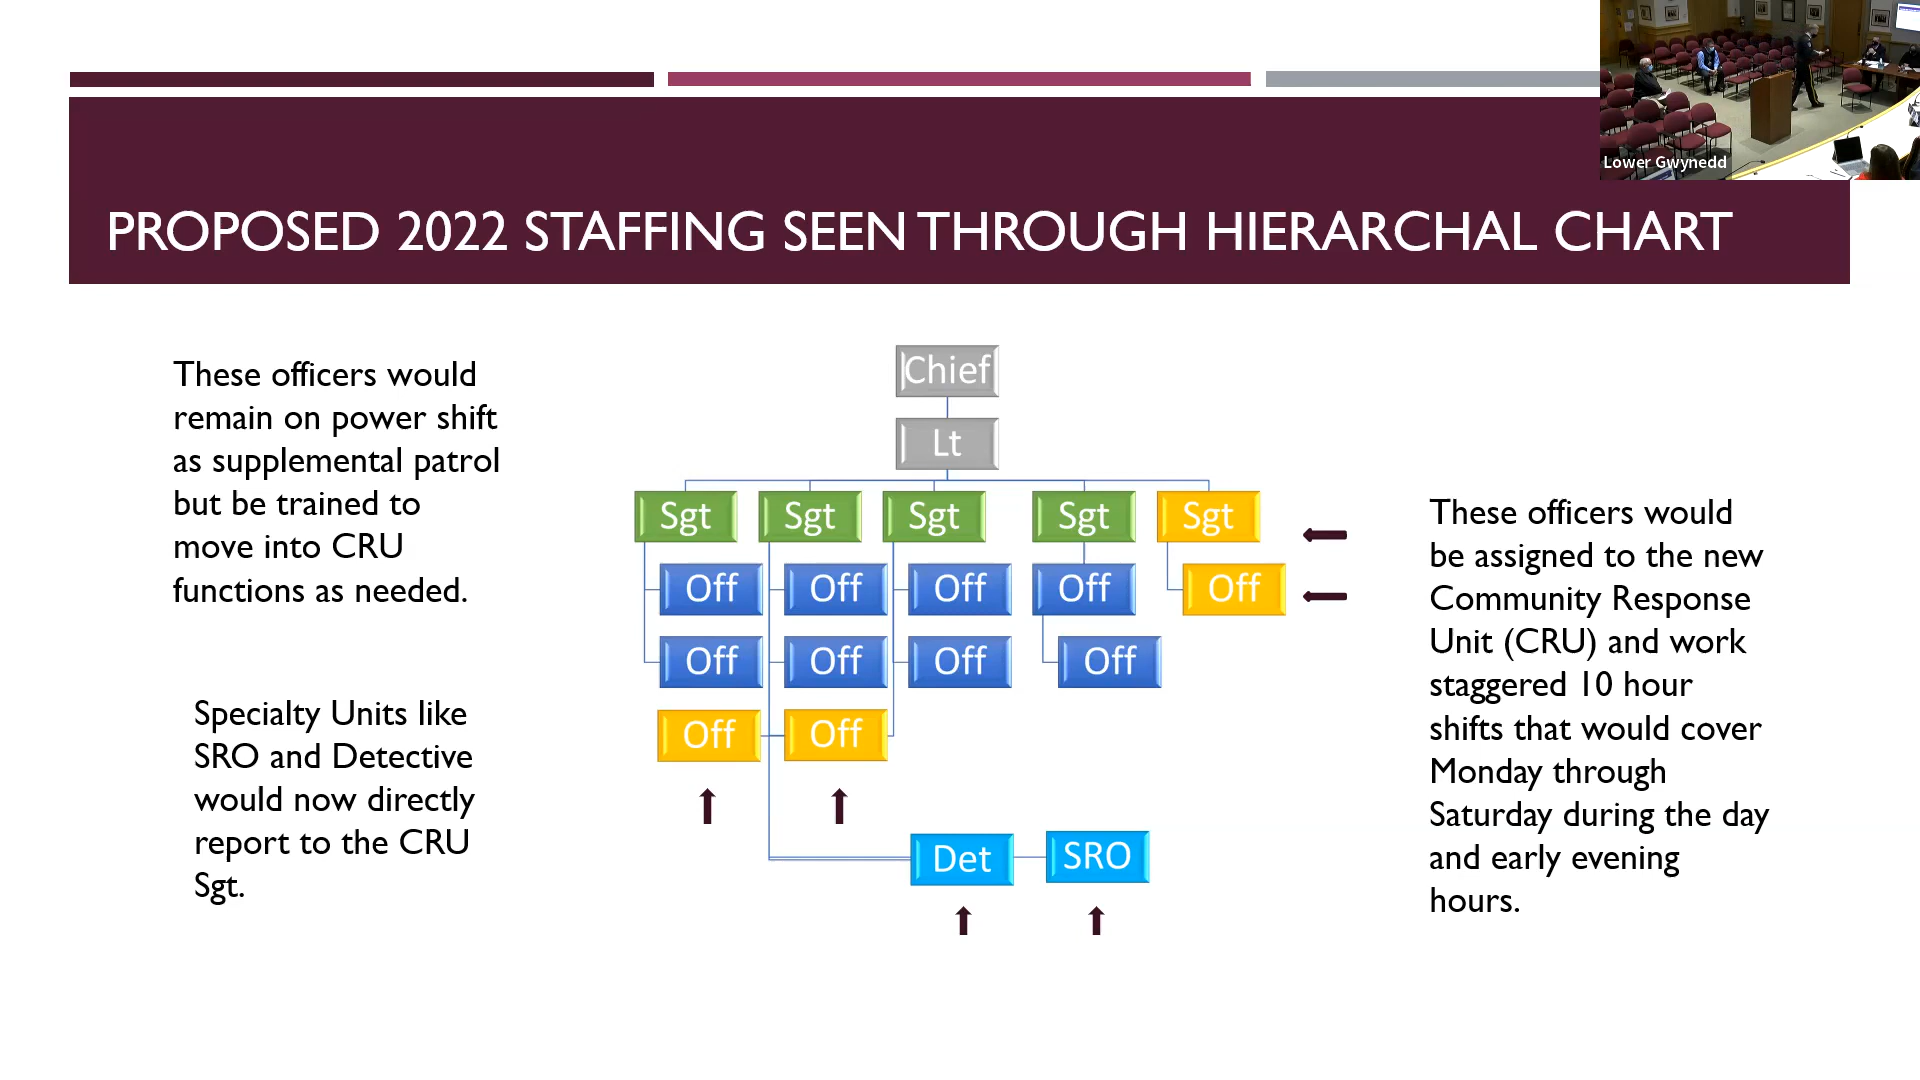 Lower Gwynedd
PROPOSED 2022 STAFFING SEEN THROUGH HIERARCHAL CHART
These officers would
remain on power shift
as supplemental patrol
but be trained to
move into CRU
functions as needed.
Specialty Units like
SRO and Detective
would now directly
report to the CRU
Sgt.
Chief
Lt
Sgt Sgt Sgt Sgt Sgt
Off Off Off Off Off
Off Off Off Off
Off Off
Det SRO
These officers would
be assigned to the new
Community Response
Unit (CRU) and work
staggered 10 hour
shifts that would cover
Monday through
Saturday during the day
and early evening
hours.